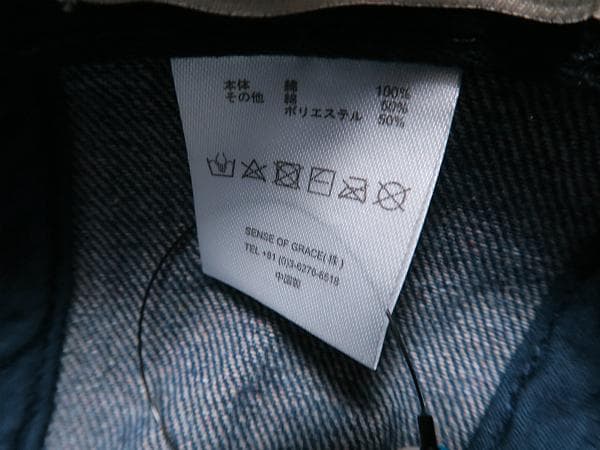 本体 綿 100%
その他 綿 50%
ポリエステル 50%
SENSE OF GRACE(株)
TEL +81 (0)3-6276-6518
中国製